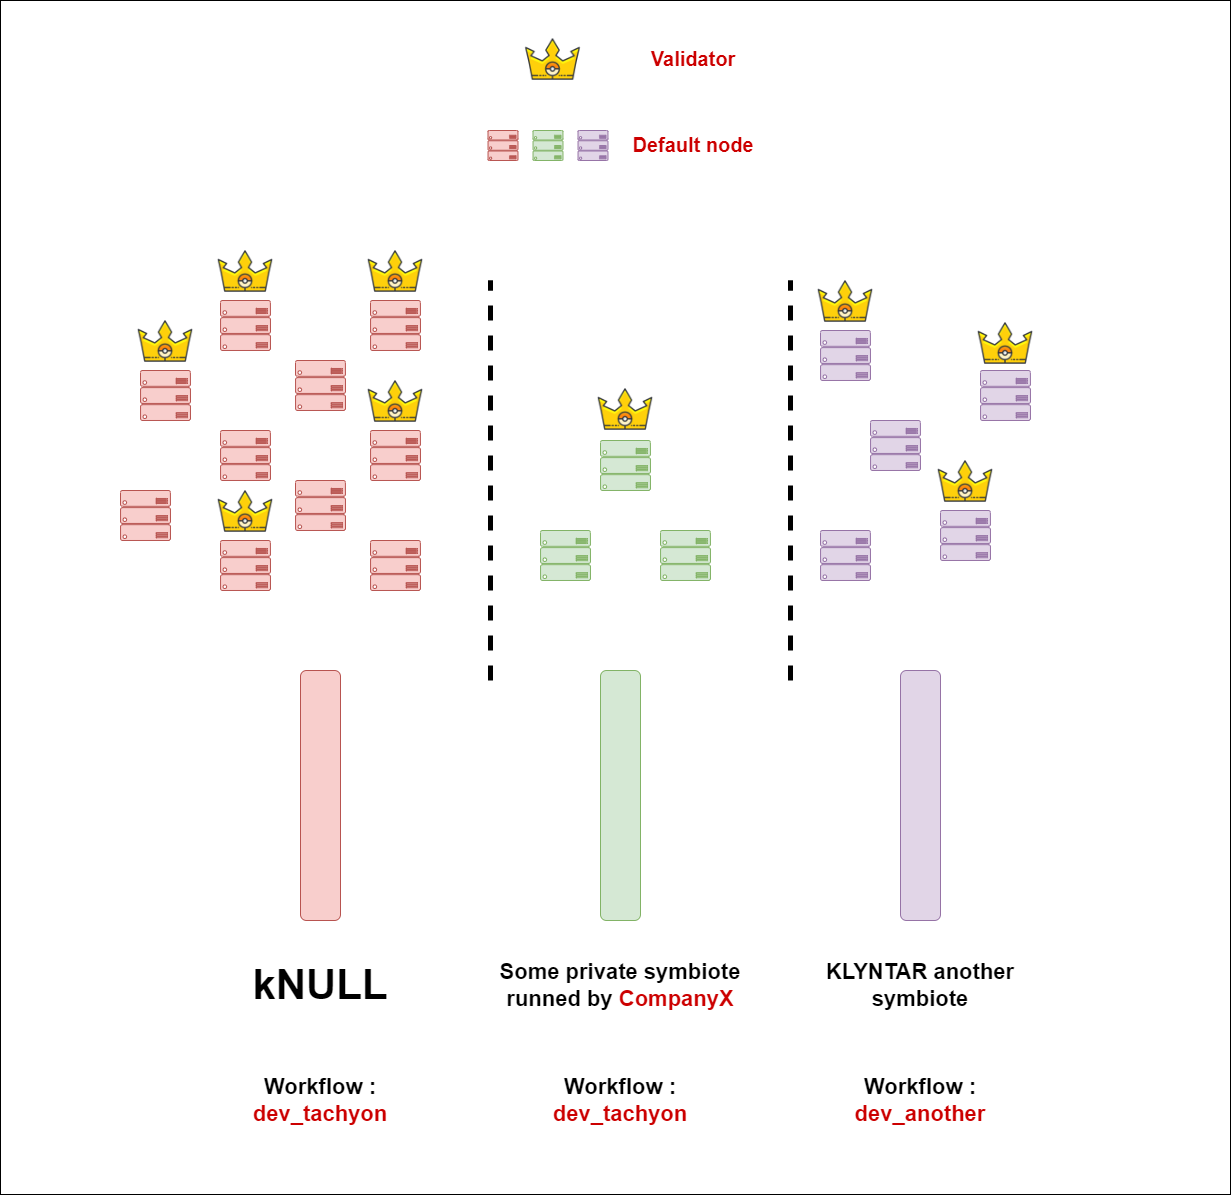 Validator
Default node
kNULL
Some private symbiote
runned by CompanyX
KLYNTAR another
symbiote
Workflow :
dev_tachyon
Workflow :
dev_tachyon
Workflow :
dev_another